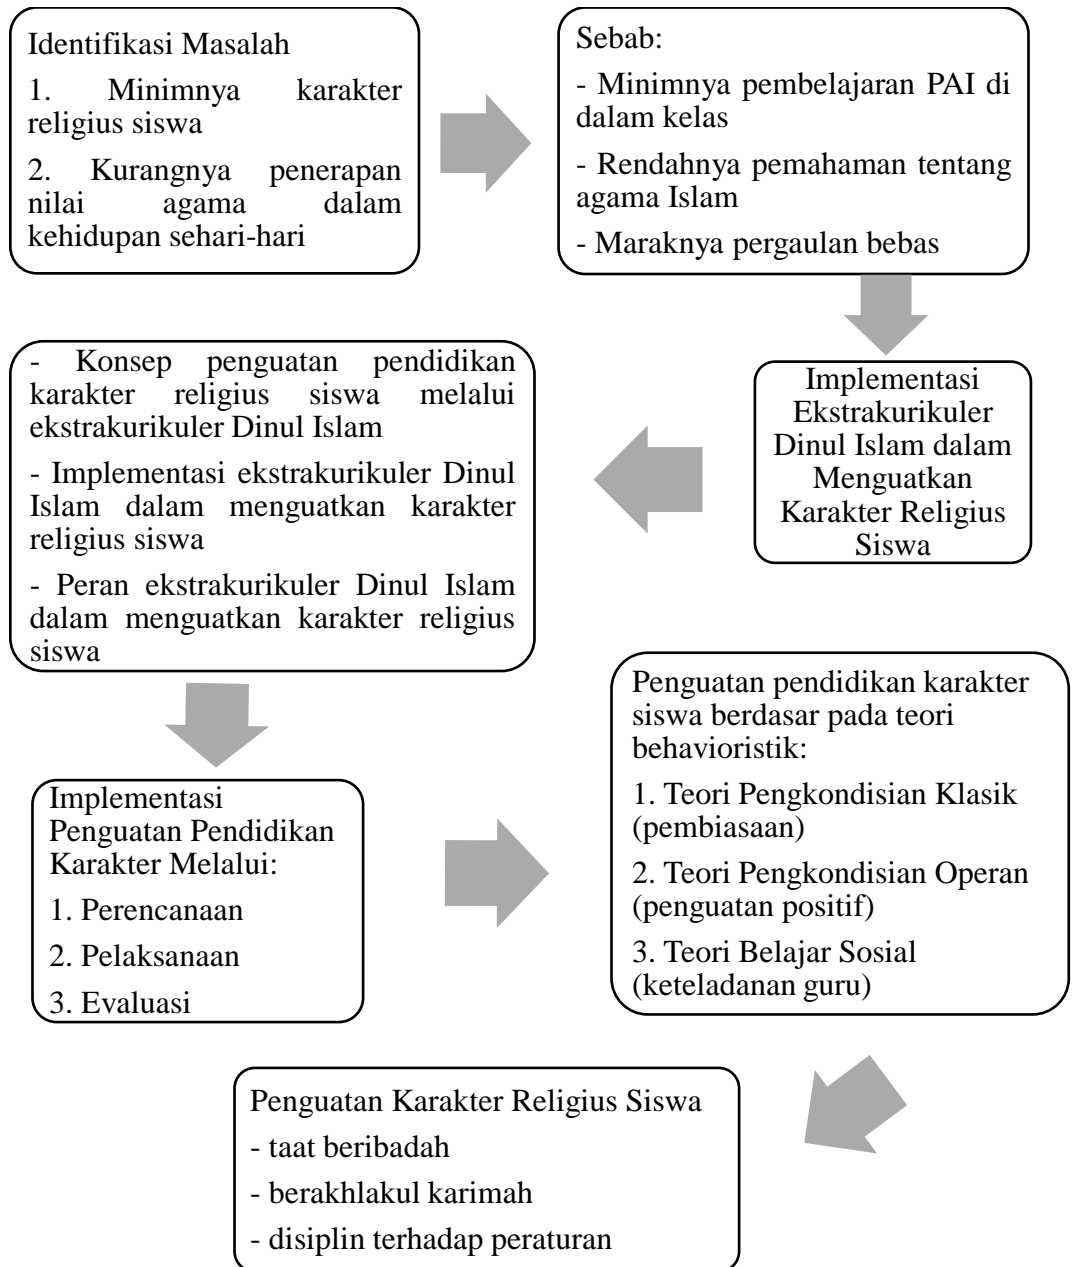 Identifikasi Masalah
1. Minimnya karakter
religius siswa
2. Kurangnya penerapan
nilai agama dalam
kehidupan sehari-hari
Sebab:
- Minimnya pembelajaran PAI di
dalam kelas
- Rendahnya pemahaman tentang
agama Islam
- Maraknya pergaulan bebas
Implementasi
Ekstrakurikuler
Dinul Islam dalam
Menguatkan
Karakter Religius
Siswa
- Konsep penguatan pendidikan
karakter religius siswa melalui
ekstrakurikuler Dinul Islam
- Implementasi ekstrakurikuler Dinul
Islam dalam menguatkan karakter
religius siswa
- Peran ekstrakurikuler Dinul Islam
dalam menguatkan karakter religius
siswa
Implementasi
Penguatan Pendidikan
Karakter Melalui:
1. Perencanaan
2. Pelaksanaan
3. Evaluasi
Penguatan pendidikan karakter
siswa berdasar pada teori
behavioristik:
1. Teori Pengkondisian Klasik
(pembiasaan)
2. Teori Pengkondisian Operan
(penguatan positif)
3. Teori Belajar Sosial
(keteladanan guru)
Penguatan Karakter Religius Siswa
- taat beribadah
- berakhlakul karimah
- disiplin terhadap peraturan